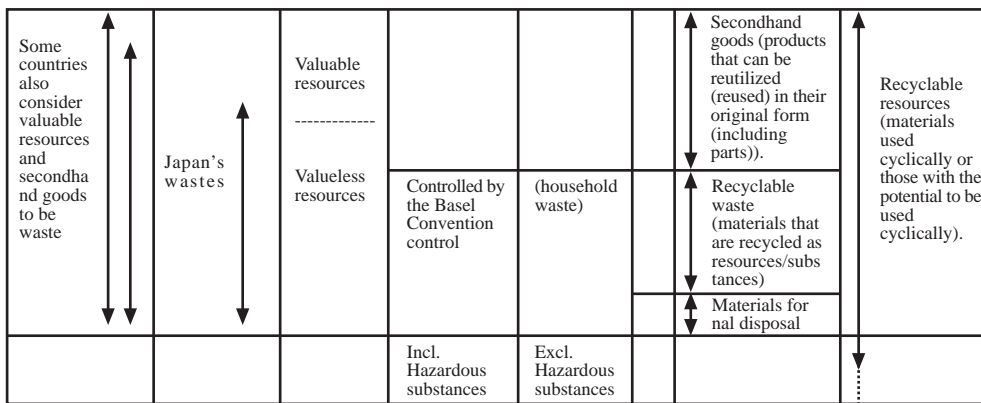 Some
countries
also
consider
valuable
resources
and
secondha
nd goods to
be
waste
Japan's
wastes
Valuable
resources
-------------
Valueless
resources
Controlled by
the Basel
Convention
control
(household
waste)
Secondhand
goods (products
that can be
reutilized
(reused) in their
original form
(including
parts)).
Recyclable
waste
(materials that
are recycled as
resources/subs
tances)
Materials for
nal disposal
Recyclable
resources
(materials
used
cyclically or
those with the
potential to be
used
cyclically).
Incl.
Hazardous
substances
Excl.
Hazardous
substances